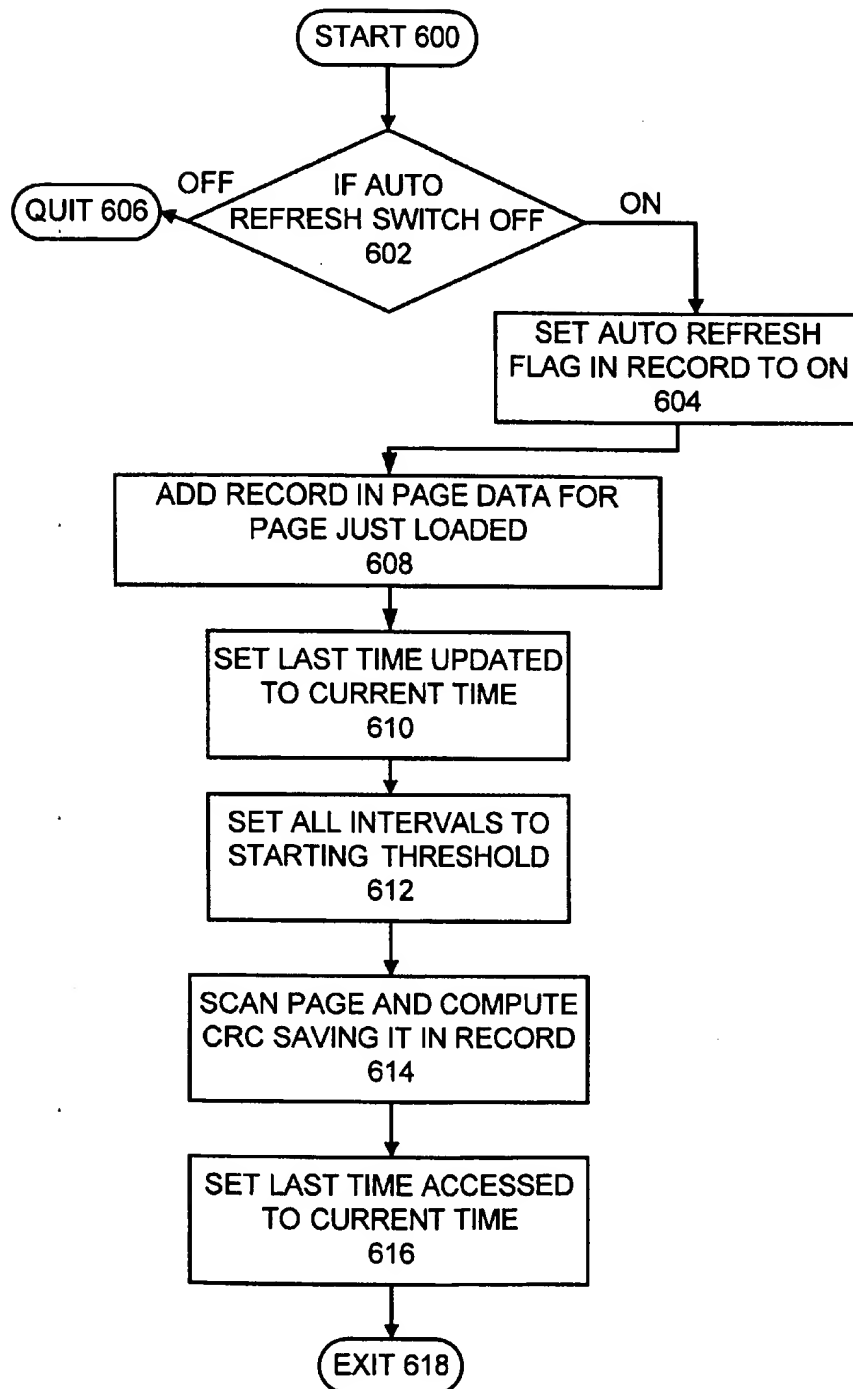 START 600
IF AUTO
REFRESH SWITCH OFF
602
OFF
QUIT 606
ON
SET AUTO REFRESH
FLAG IN RECORD TO ON
604
ADD RECORD IN PAGE DATA FOR
PAGE JUST LOADED
608
SET LAST TIME UPDATED
TO CURRENT TIME
610
SET ALL INTERVALS TO
STARTING THRESHOLD
612
SCAN PAGE AND COMPUTE
CRC SAVING IT IN RECORD
614
SET LAST TIME ACCESSED
TO CURRENT TIME
616
EXIT 618